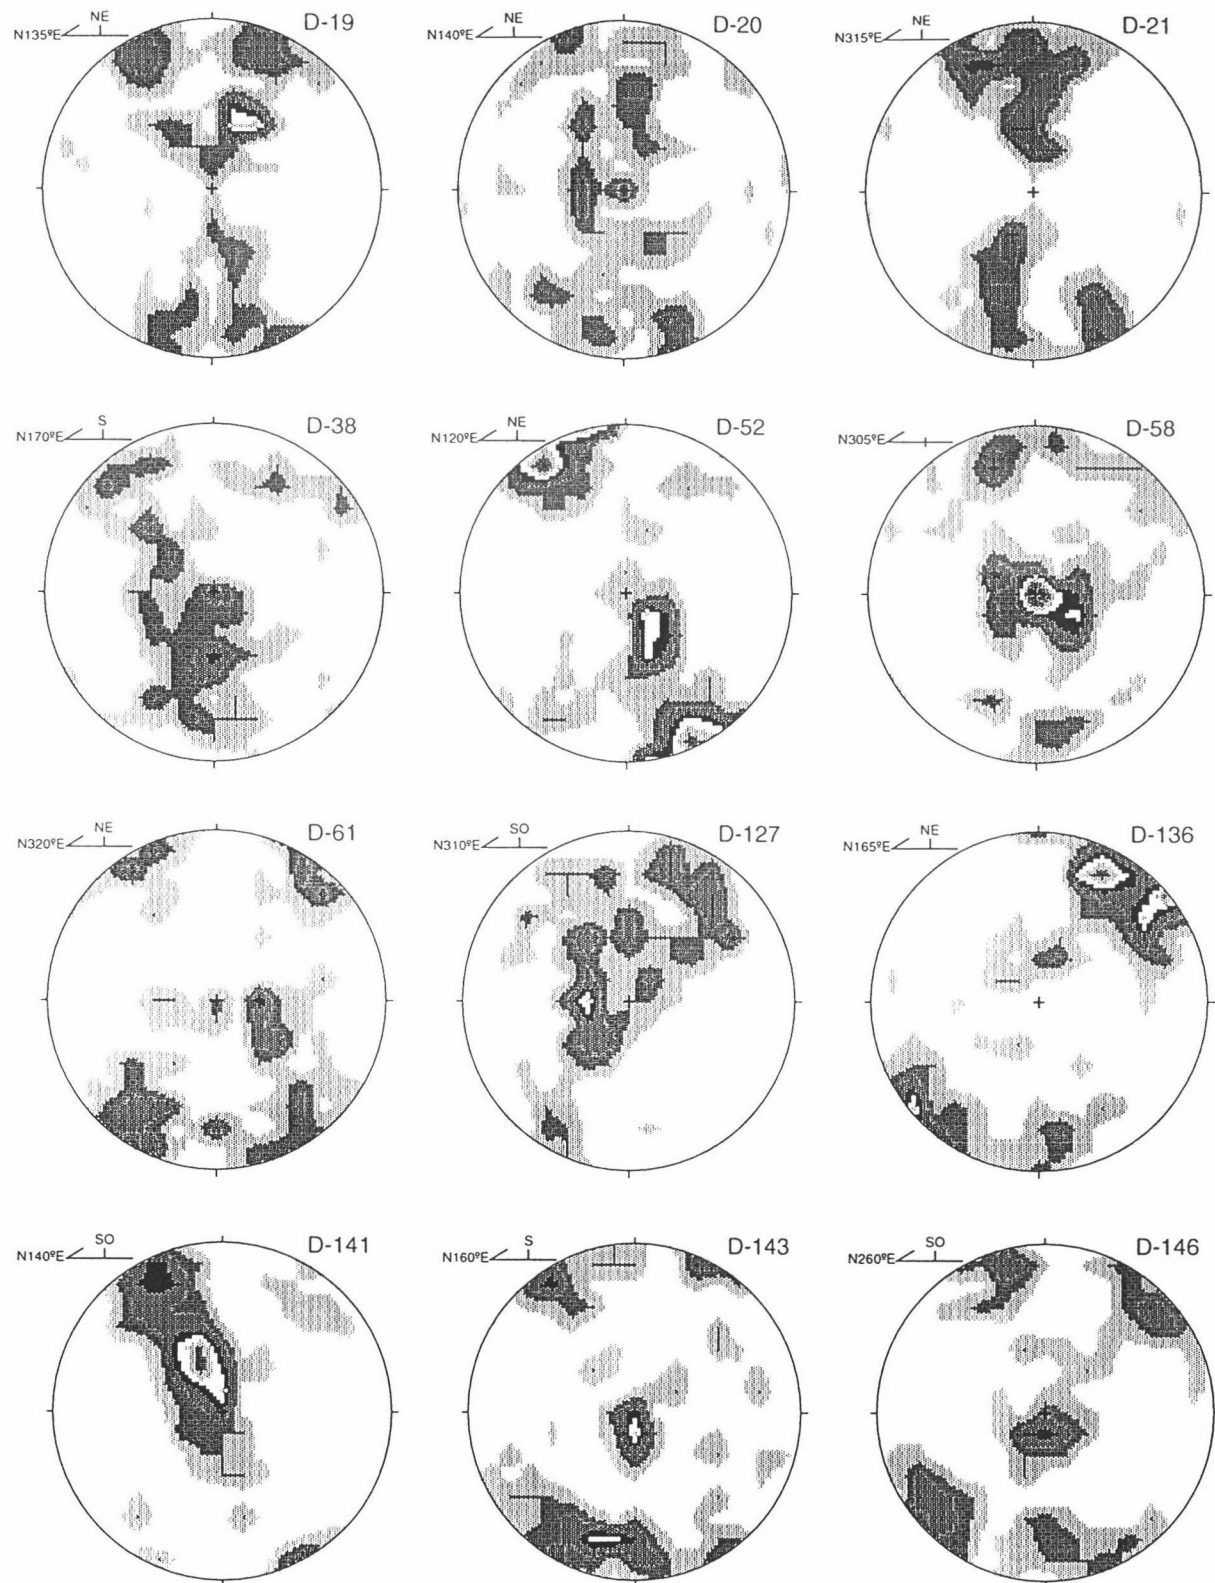 NE D-19
N135ºE
NE D-20
N140ºE
NE D-21
N315ºE
S D-38
N170ºE
NE D-52
N120ºE
D-58
N305ºE
NE D-61
N320ºE
SO D-127
N310ºE
NE D-136
N165ºE
SO D-141
N140ºE
S D-143
N160ºE
SO D-146
N260ºE